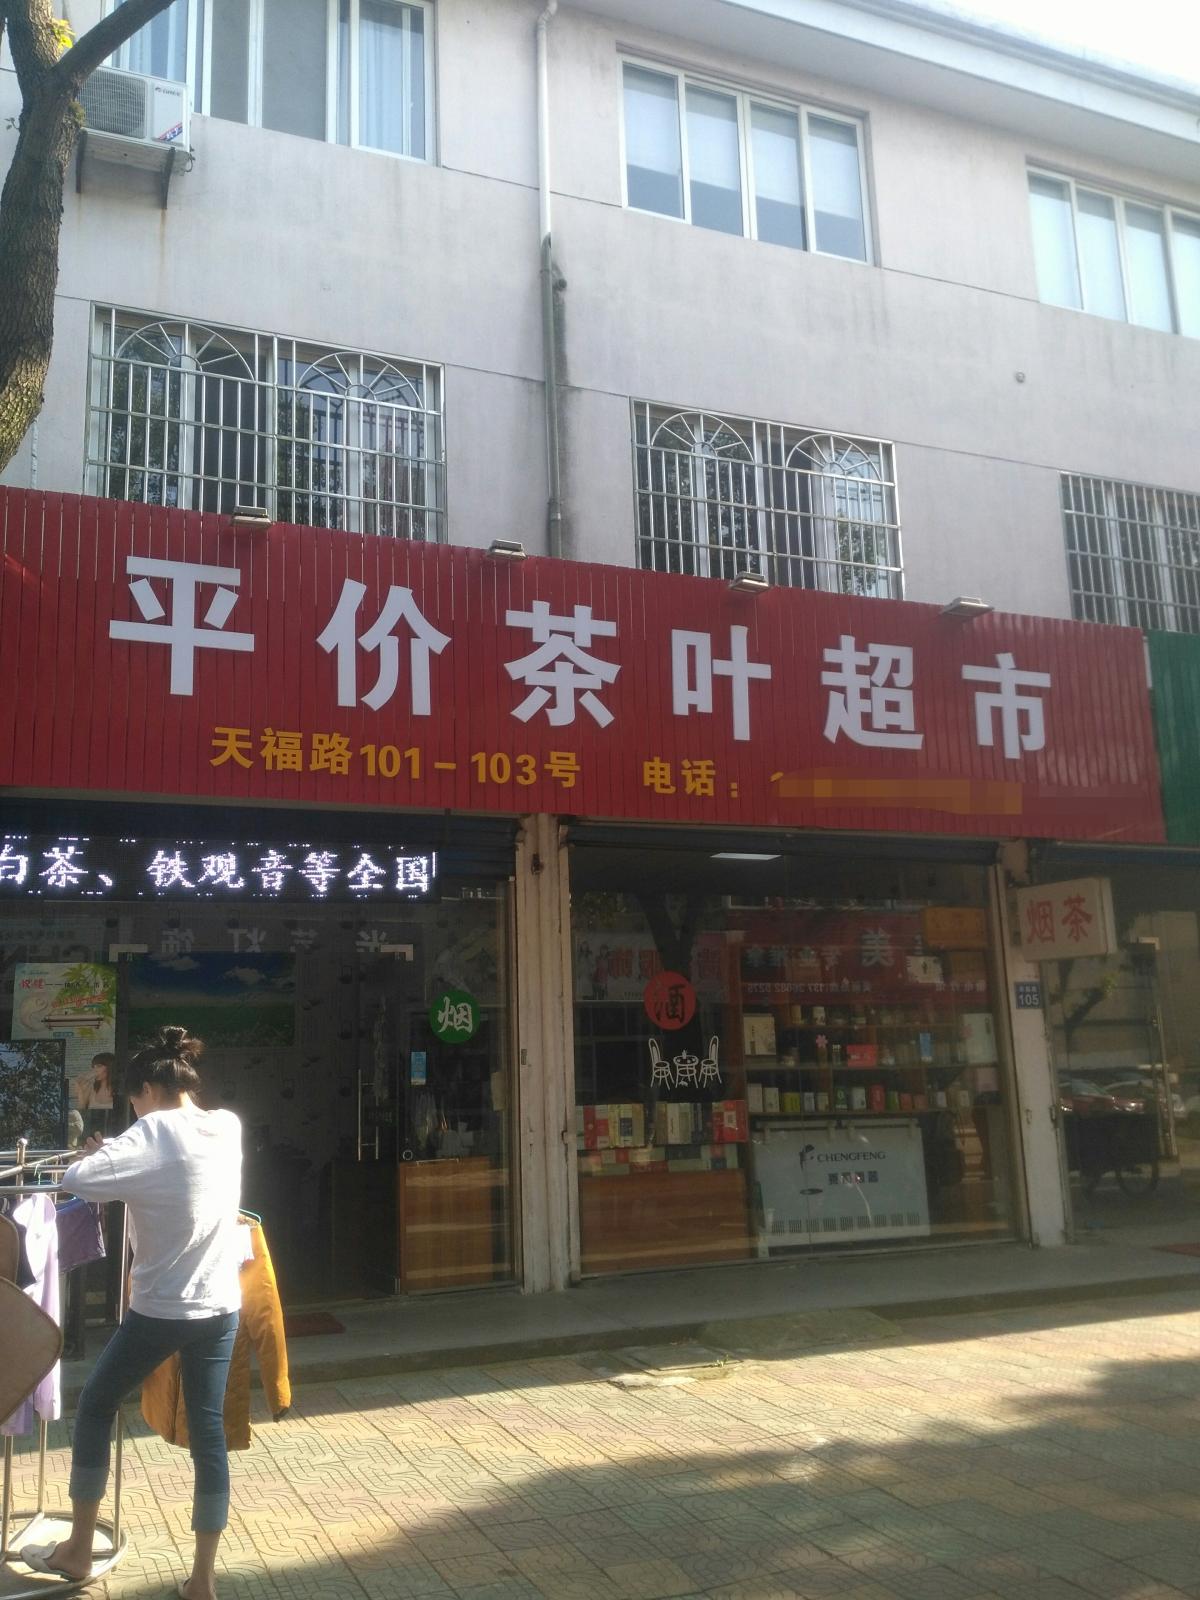 GREE
平价茶叶超市
天福路101-103号 电话：
白茶、铁观音等全国
烟茶
烟
酒
105
CHENGFENG